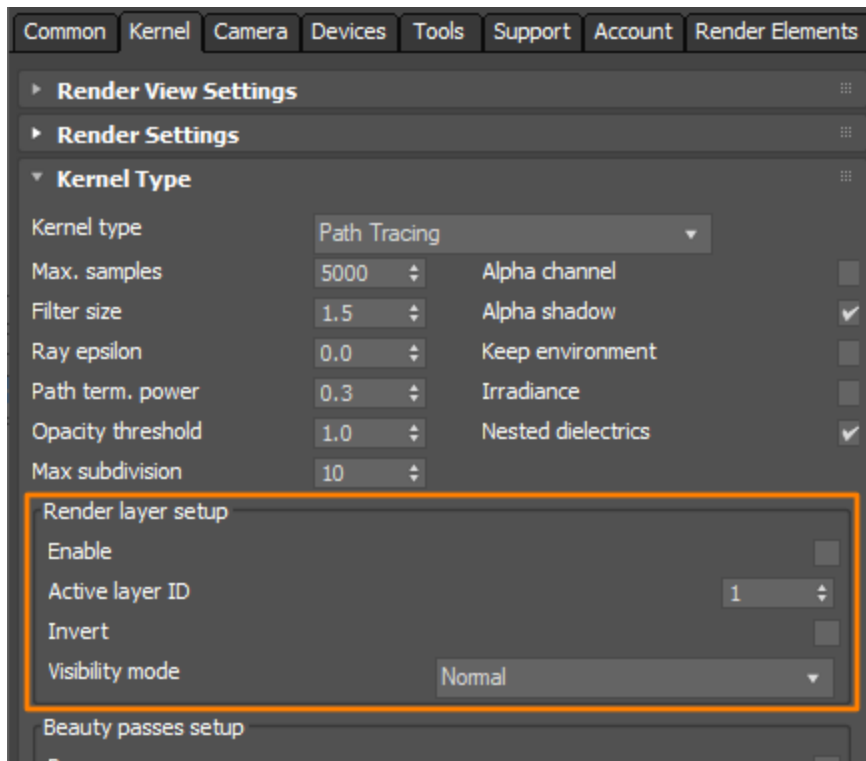 Common Kernel Camera Devices Tools Support Account Render Elements
Render View Settings
Render Settings
Kernel Type
Kernel type Path Tracing
Max. samples 5000 Alpha channel
Filter size 1.5 Alpha shadow
Ray epsilon 0.0 Keep environment
Path term. power 0.3 Irradiance
Opacity threshold 1.0 Nested dielectrics
Max subdivision 10
Render layer setup
Enable
Active layer ID 1
Invert
Visibility mode Normal
Beauty passes setup